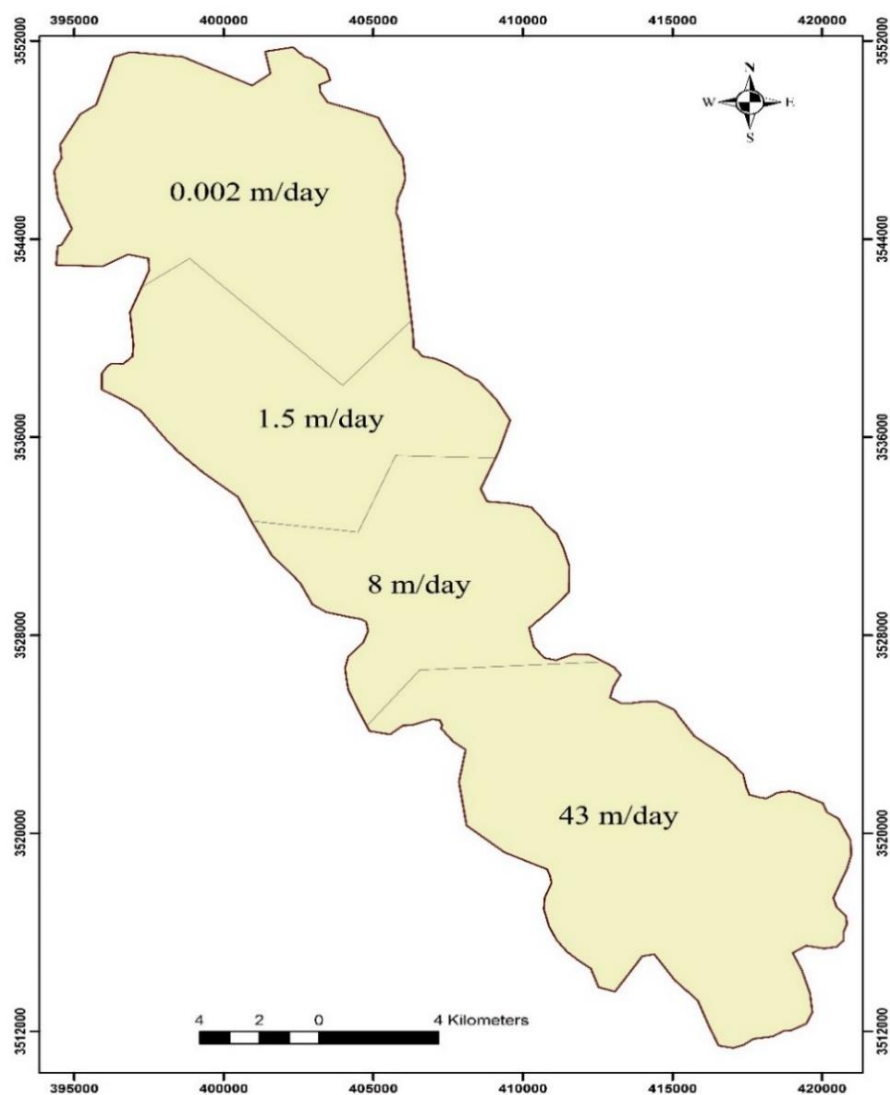 395000 400000 405000 410000 415000 420000
3552000 3552000
N
W E
S
0.002 m/day
3544000 3544000
1.5 m/day
3536000 3536000
8 m/day
3528000 3528000
43 m/day
3520000 3520000
4 2 0 4 Kilometers
3512000 3512000
395000 400000 405000 410000 415000 420000